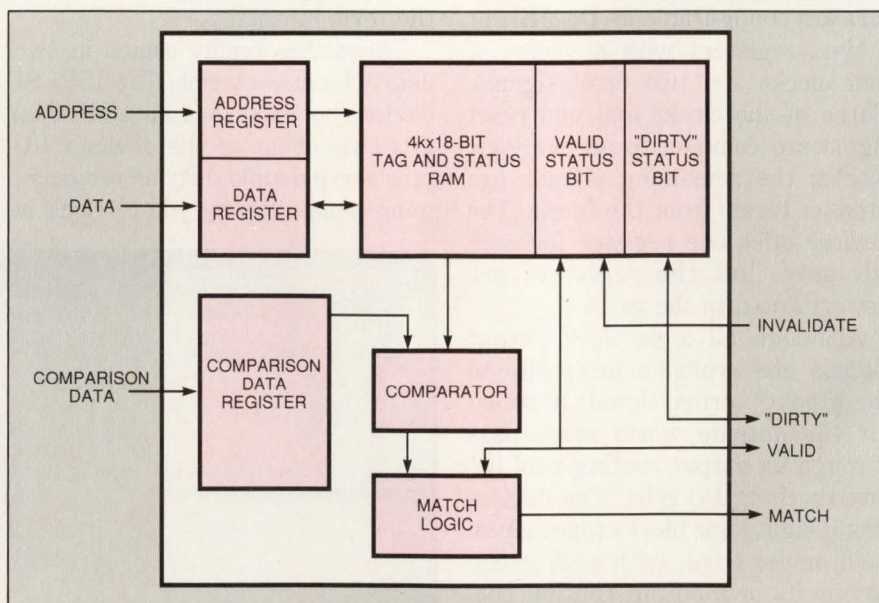 ADDRESS
DATA
COMPARISON
DATA
ADDRESS
REGISTER
DATA
REGISTER
4kx18-BIT
TAG AND STATUS
RAM
VALID
STATUS
BIT
"DIRTY"
STATUS
BIT
COMPARISON
DATA
REGISTER
COMPARATOR
MATCH
LOGIC
INVALIDATE
"DIRTY"
VALID
MATCH